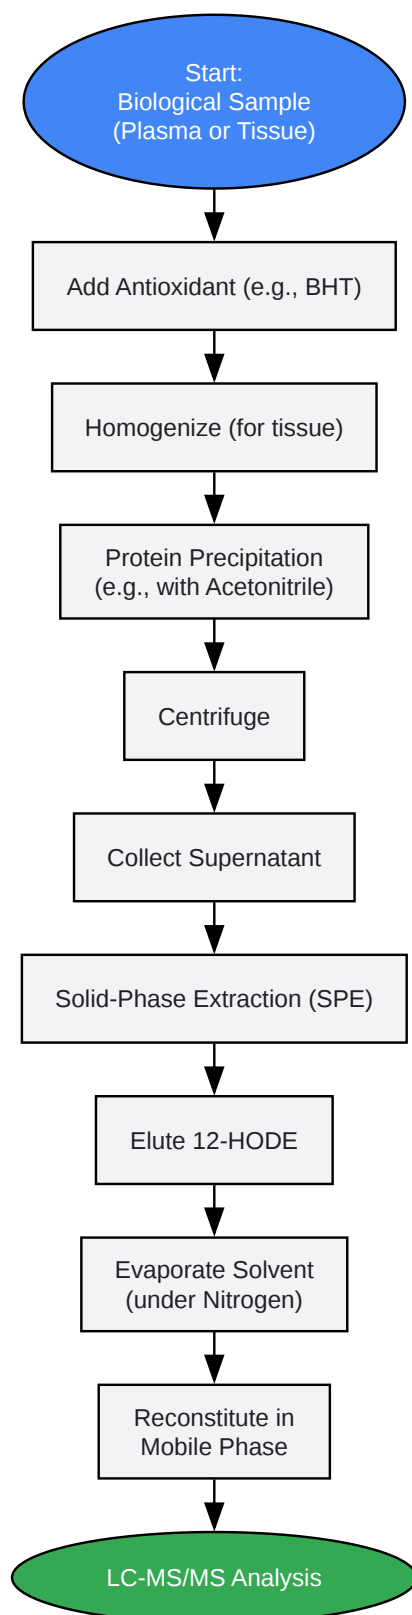 Start:
Biological Sample
(Plasma or Tissue)
Add Antioxidant (e.g., BHT)
Homogenize (for tissue)
Protein Precipitation
(e.g., with Acetonitrile)
Centrifuge
Collect Supernatant
Solid-Phase Extraction (SPE)
Elute 12-HODE
Evaporate Solvent
(under Nitrogen)
Reconstitute in
Mobile Phase
LC-MS/MS Analysis